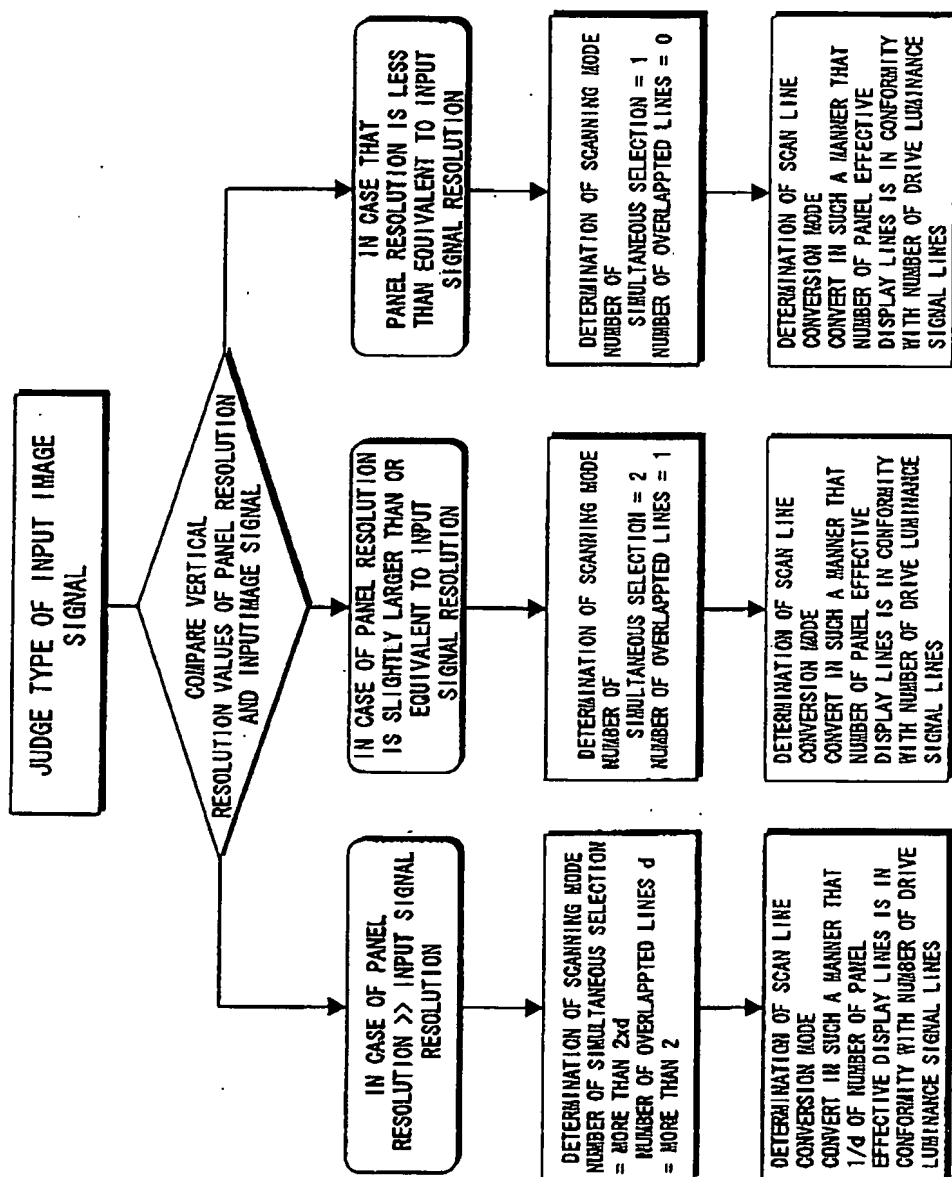 JUDGE TYPE OF INPUT IMAGE
SIGNAL
COMPARE VERTICAL
RESOLUTION VALUES OF PANEL RESOLUTION
AND INPUTIMAGE SIGNAL
IN CASE OF PANEL
RESOLUTION >> INPUT SIGNAL
RESOLUTION
IN CASE OF PANEL RESOLUTION
IS SLIGHTLY LARGER THAN OR
EQUIVALENT TO INPUT
SIGNAL RESOLUTION
IN CASE THAT
PANEL RESOLUTION IS LESS
THAN EQUIVALENT TO INPUT
SIGNAL RESOLUTION
DETERMINATION OF SCANNING MODE
NUMBER OF SIMULTANEOUS SELECTION
= MORE THAN 2xd
NUMBER OF OVERLAPPTED LINES d
= MORE THAN 2
DETERMINATION OF SCANNING MODE
NUMBER OF
SIMULTANEOUS SELECTION = 2
NUMBER OF OVERLAPPTED LINES = 1
DETERMINATION OF SCANNING MODE
NUMBER OF
SIMULTANEOUS SELECTION = 1
NUMBER OF OVERLAPPTED LINES = 0
DETERMINATION OF SCAN LINE
CONVERSION MODE
CONVERT IN SUCH A MANNER THAT
1/d OF NUMBER OF PANEL
EFFECTIVE DISPLAY LINES IS IN
CONFORMITY WITH NUMBER OF DRIVE
LUMINANCE SIGNAL LINES
DETERMINATION OF SCAN LINE
CONVERSION MODE
CONVERT IN SUCH A MANNER THAT
NUMBER OF PANEL EFFECTIVE
DISPLAY LINES IS IN CONFORMITY
WITH NUMBER OF DRIVE LUMINANCE
SIGNAL LINES
DETERMINATION OF SCAN LINE
CONVERSION MODE
CONVERT IN SUCH A MANNER THAT
NUMBER OF PANEL EFFECTIVE
DISPLAY LINES IS IN CONFORMITY
WITH NUMBER OF DRIVE LUMINANCE
SIGNAL LINES